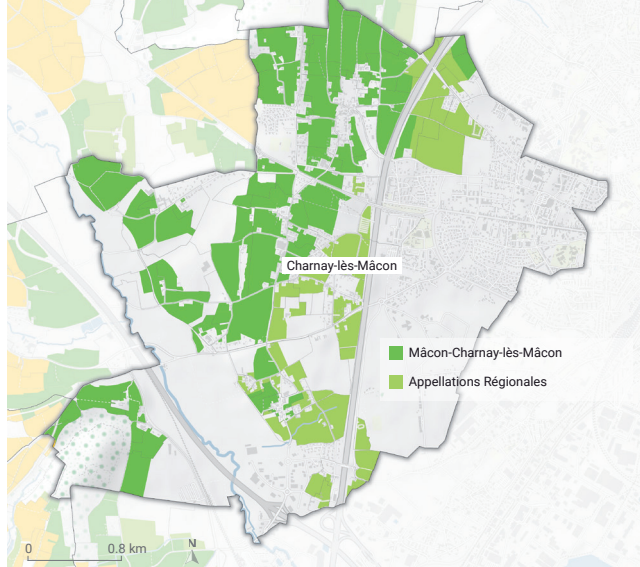 Charnay-lès-Mâcon
Mâcon-Charnay-lès-Mâcon
Appellations Régionales
0 0.8 km
N